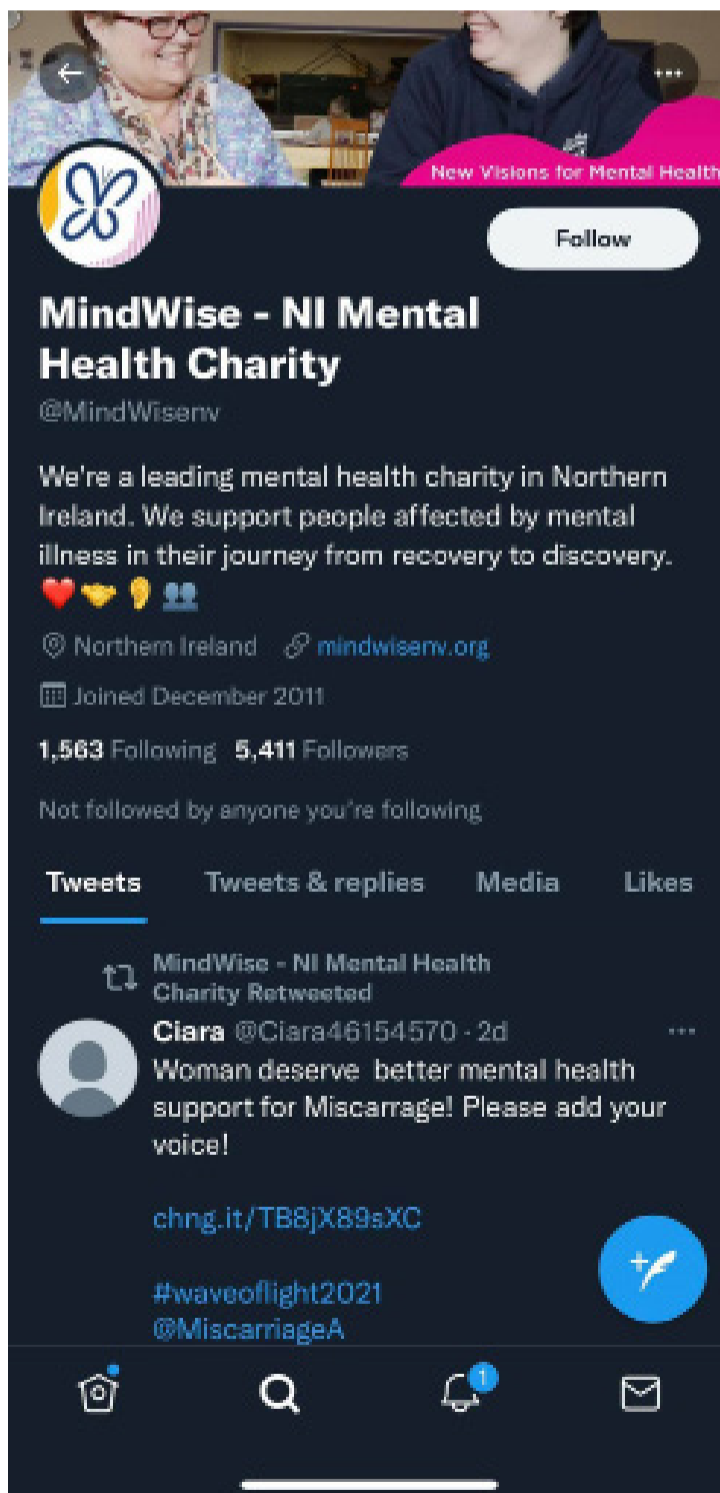 New Visions for Mental Health
Follow
MindWise - NI Mental
Health Charity
@MindWisenv
We're a leading mental health charity in Northern
Ireland. We support people affected by mental
illness in their journey from recovery to discovery.
Northern Ireland mindwisenv.org
Joined December 2011
1,563 Following 5,411 Followers
Not followed by anyone you're following
Tweets Tweets & replies Media Likes
MindWise - NI Mental Health
Charity Retweeted
Ciara @Ciara46154570 · 2d
Woman deserve better mental health
support for Miscarrage! Please add your
voice!
chng.it/TB8jX89sXC
#waveoflight2021
@MiscarriageA
1